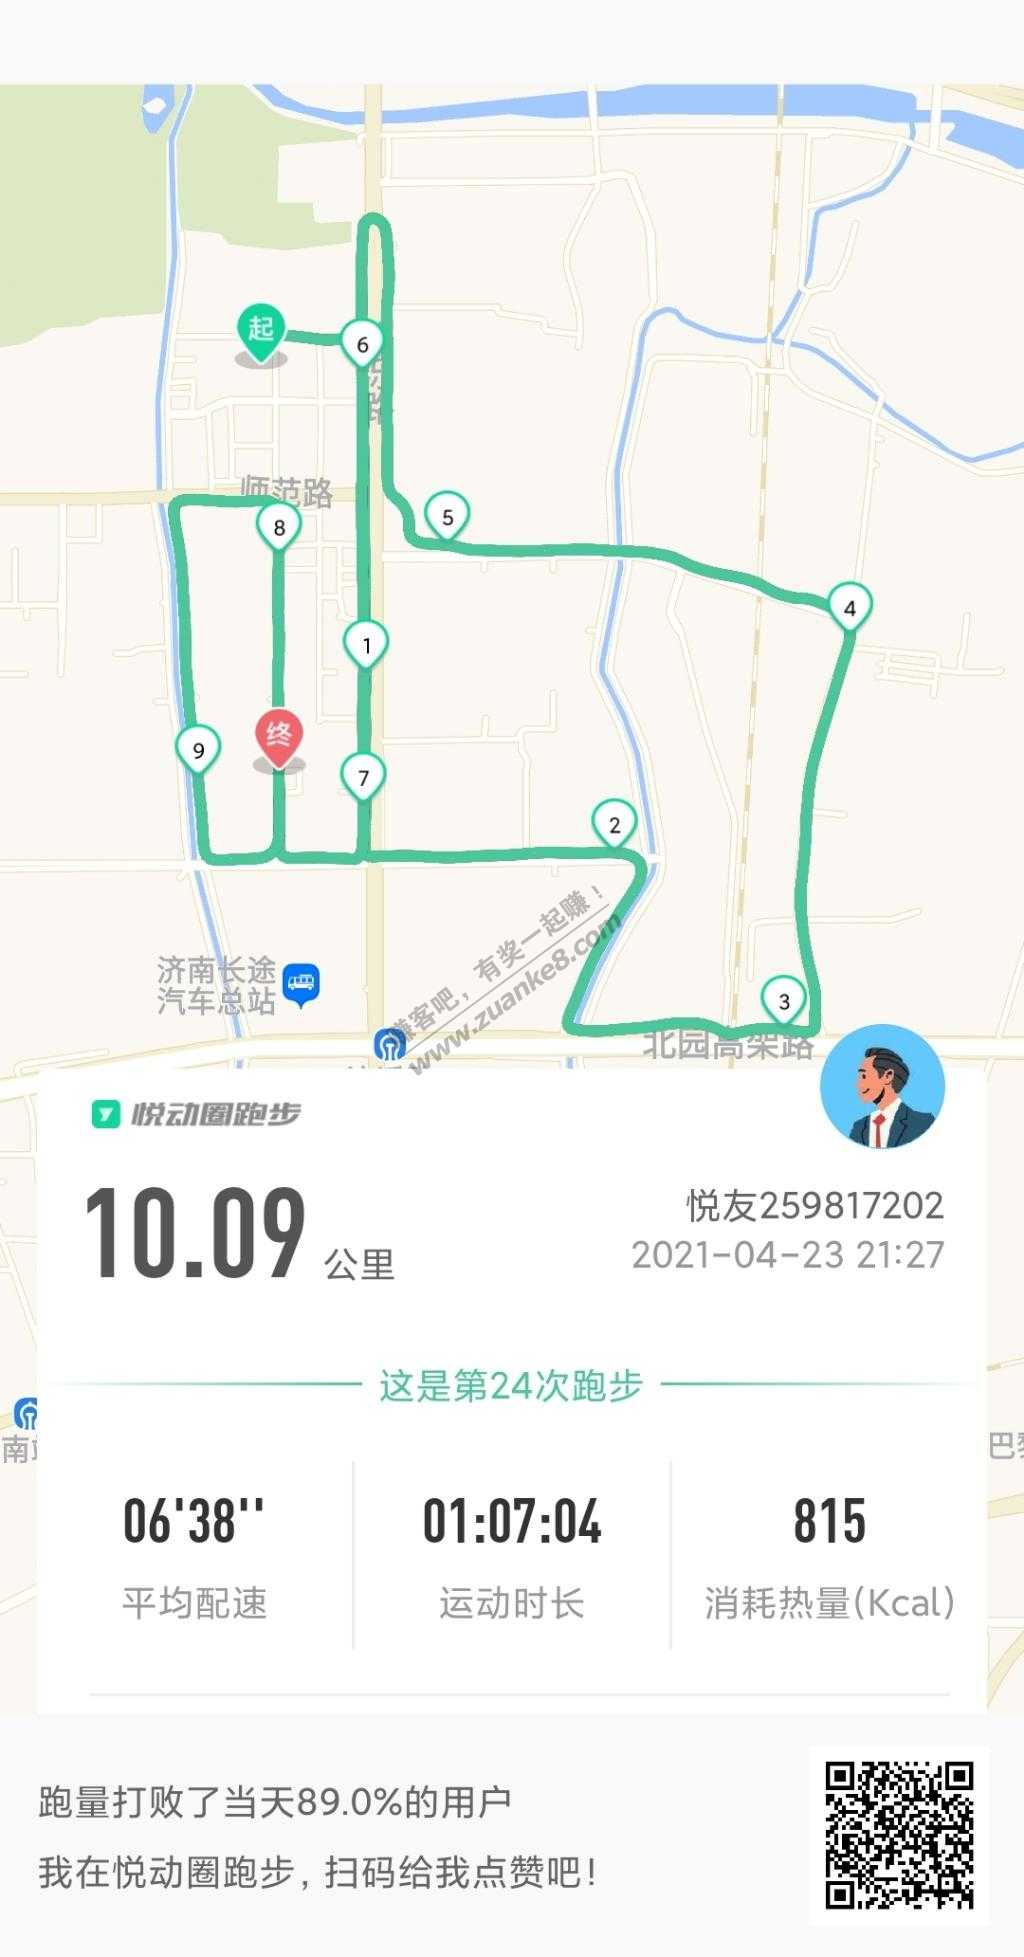 起
6
师范路
8
5
4
1
9
终
7
2
济南长途
汽车总站
3
北园高架路
赚客吧，有奖一起赚！
www.zuanke8.com
悦动圈跑步
10.09 公里
悦友259817202
2021-04-23 21:27
这是第24次跑步
06'38''
01:07:04
815
平均配速
运动时长
消耗热量(Kcal)
跑量打败了当天89.0%的用户
我在悦动圈跑步, 扫码给我点赞吧!